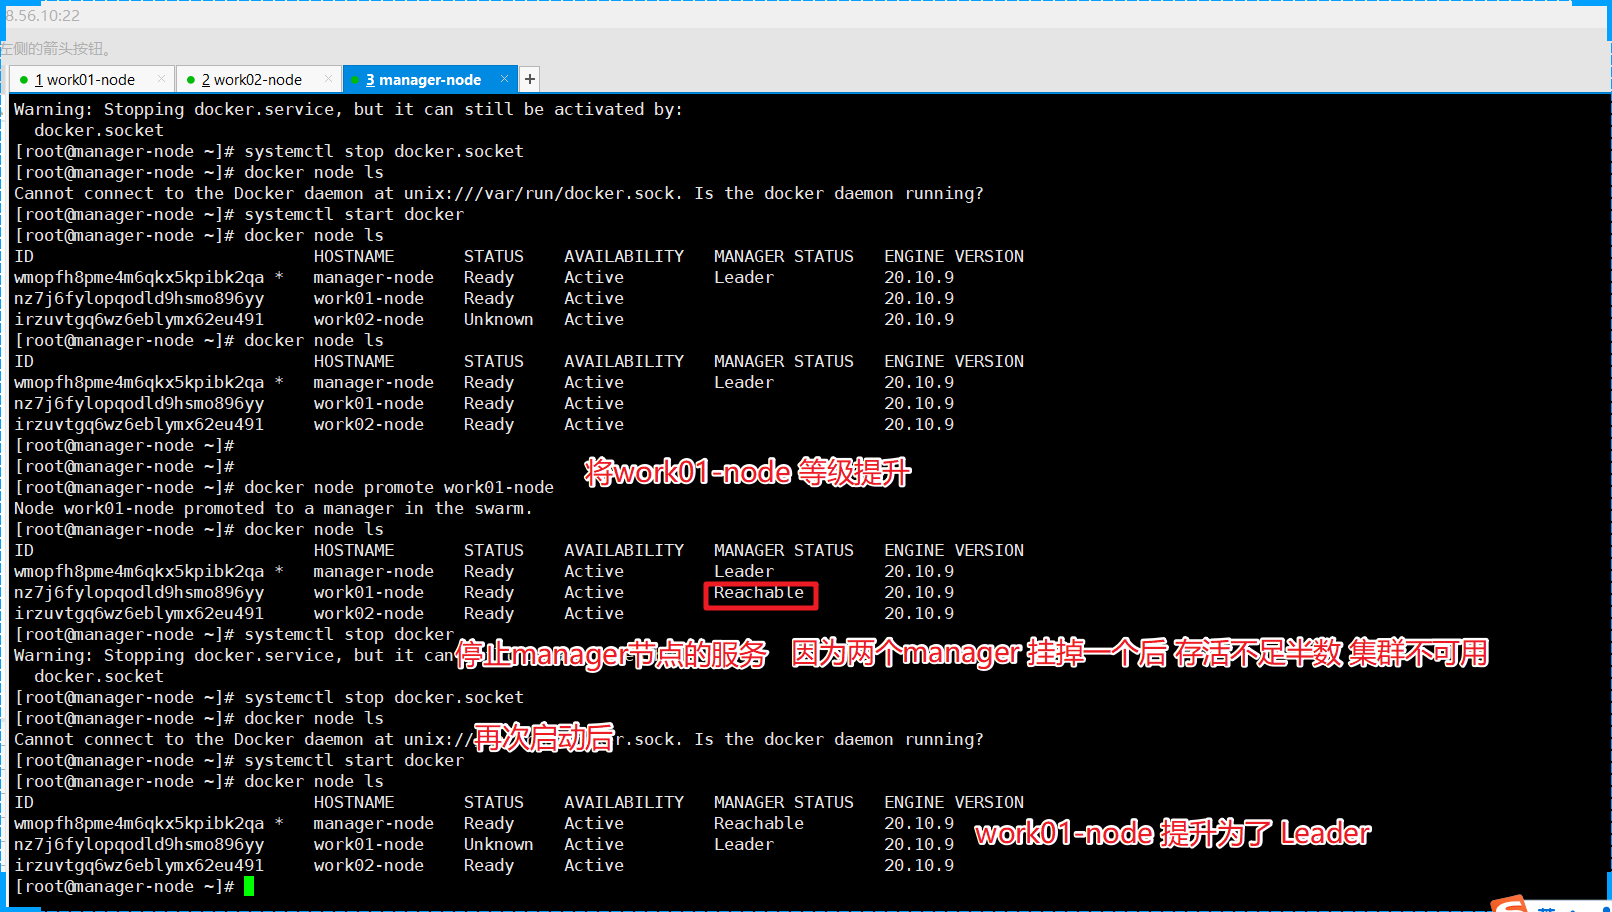 8.56.10:22
左侧的箭头按钮。
1 work01-node × 2 work02-node × 3 manager-node × +
Warning: Stopping docker.service, but it can still be activated by:
  docker.socket
[root@manager-node ~]# systemctl stop docker.socket
[root@manager-node ~]# docker node ls
Cannot connect to the Docker daemon at unix:///var/run/docker.sock. Is the docker daemon running?
[root@manager-node ~]# systemctl start docker
[root@manager-node ~]# docker node ls
ID                            HOSTNAME       STATUS    AVAILABILITY   MANAGER STATUS   ENGINE VERSION
wmopfh8pme4m6qkx5kpibk2qa *   manager-node   Ready     Active         Leader           20.10.9
nz7j6fylopqodld9hsmo896yy     work01-node    Ready     Active                          20.10.9
irzuvtgq6wz6eblymx62eu491     work02-node    Unknown   Active                          20.10.9
[root@manager-node ~]# docker node ls
ID                            HOSTNAME       STATUS    AVAILABILITY   MANAGER STATUS   ENGINE VERSION
wmopfh8pme4m6qkx5kpibk2qa *   manager-node   Ready     Active         Leader           20.10.9
nz7j6fylopqodld9hsmo896yy     work01-node    Ready     Active                          20.10.9
irzuvtgq6wz6eblymx62eu491     work02-node    Ready     Active                          20.10.9
[root@manager-node ~]#
[root@manager-node ~]#
将work01-node 等级提升
[root@manager-node ~]# docker node promote work01-node
Node work01-node promoted to a manager in the swarm.
[root@manager-node ~]# docker node ls
ID                            HOSTNAME       STATUS    AVAILABILITY   MANAGER STATUS   ENGINE VERSION
wmopfh8pme4m6qkx5kpibk2qa *   manager-node   Ready     Active         Leader           20.10.9
nz7j6fylopqodld9hsmo896yy     work01-node    Ready     Active         Reachable        20.10.9
irzuvtgq6wz6eblymx62eu491     work02-node    Ready     Active                          20.10.9
[root@manager-node ~]# systemctl stop docker
Warning: Stopping docker.service, but it can
停止manager节点的服务 因为两个manager 挂掉一个后 存活不足半数 集群不可用
  docker.socket
[root@manager-node ~]# systemctl stop docker.socket
[root@manager-node ~]# docker node ls
再次启动后
Cannot connect to the Docker daemon at unix:// er.sock. Is the docker daemon running?
[root@manager-node ~]# systemctl start docker
[root@manager-node ~]# docker node ls
ID                            HOSTNAME       STATUS    AVAILABILITY   MANAGER STATUS   ENGINE VERSION
wmopfh8pme4m6qkx5kpibk2qa *   manager-node   Ready     Active         Reachable        20.10.9
work01-node 提升为了 Leader
nz7j6fylopqodld9hsmo896yy     work01-node    Unknown   Active         Leader           20.10.9
irzuvtgq6wz6eblymx62eu491     work02-node    Ready     Active                          20.10.9
[root@manager-node ~]#